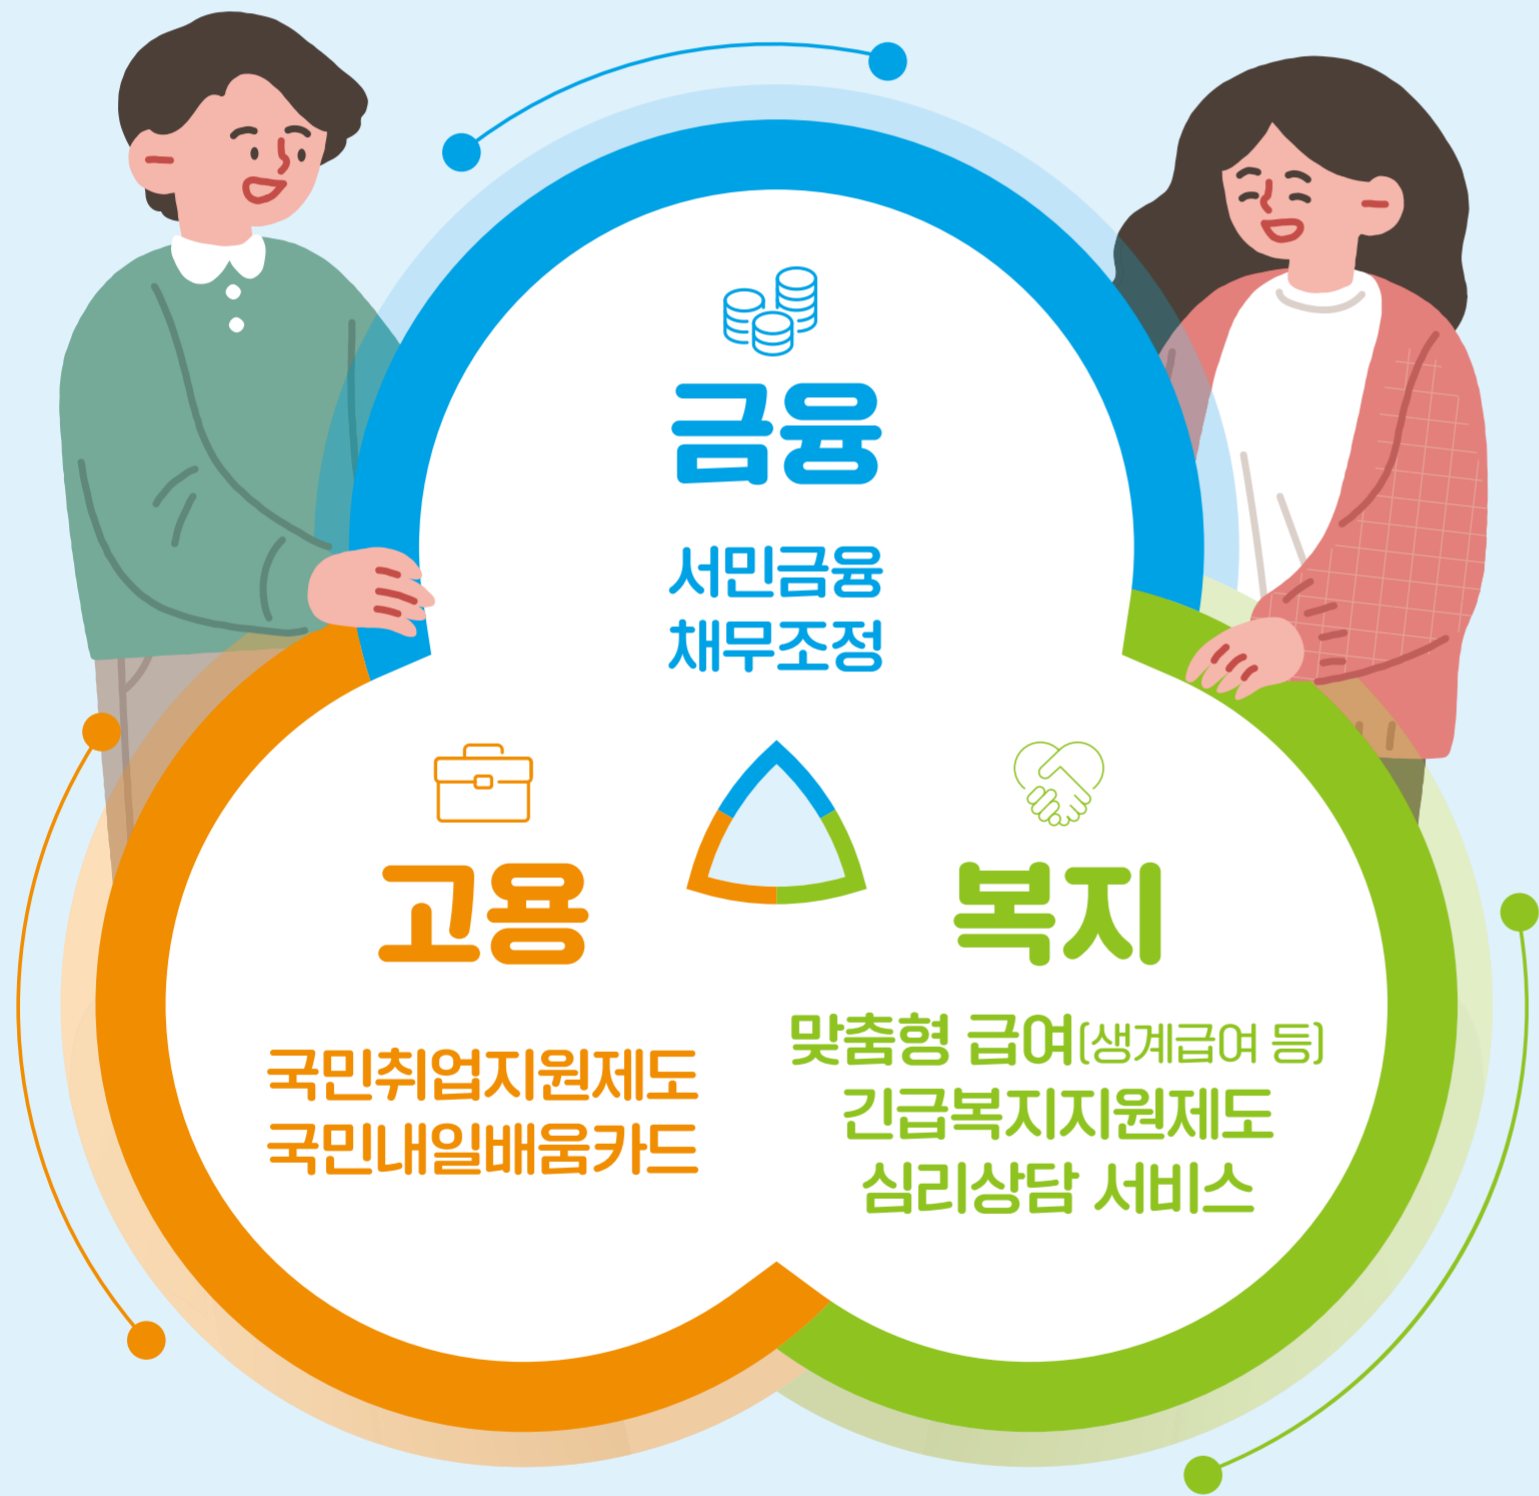 금융
서민금융
채무조정
고용
국민취업지원제도
국민내일배움카드
복지
맞춤형 급여(생계급여 등)
긴급복지지원제도
심리상담 서비스